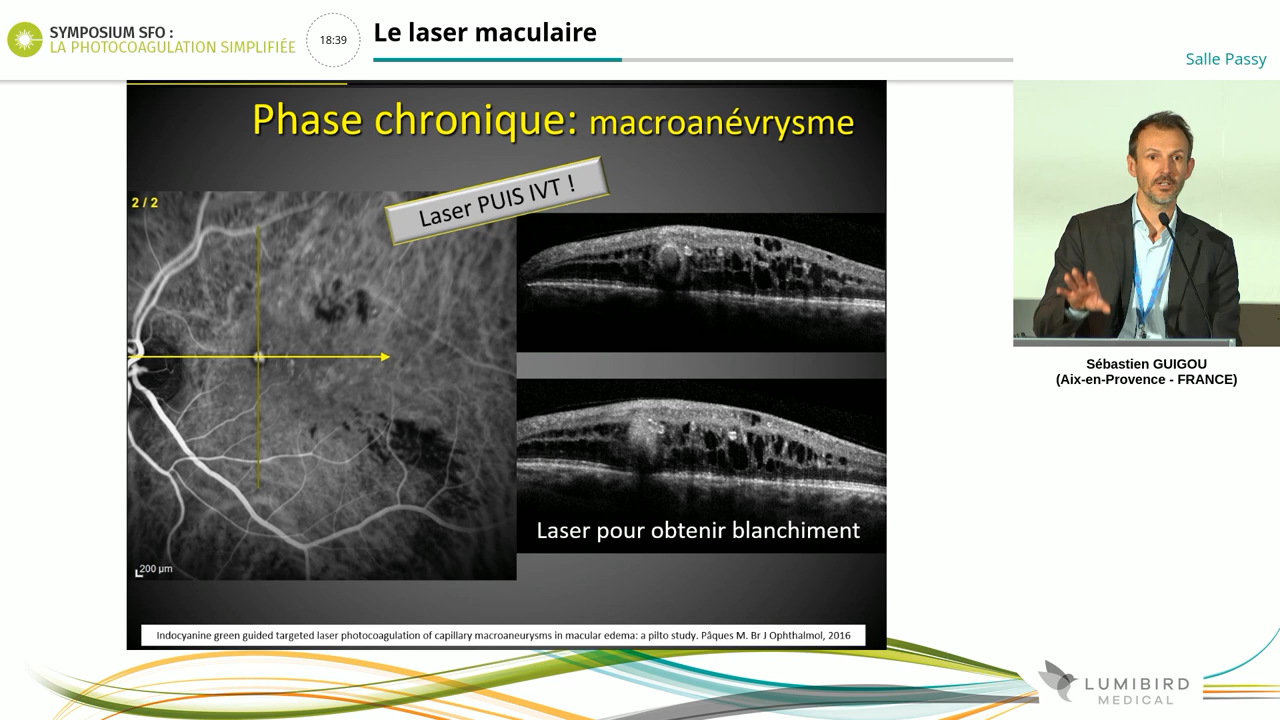 SYMPOSIUM SFO :
LA PHOTOCOAGULATION SIMPLIFIÉE
18:39
Le laser maculaire
Salle Passy
Phase chronique: macroanévrysme
Laser PUIS IVT !
2 / 2
200 µm
Laser pour obtenir blanchiment
Indocyanine green guided targeted laser photocoagulation of capillary macroaneurysms in macular edema: a pilto study. Pâques M. Br J Ophthalmol, 2016
Sébastien GUIGOU
(Aix-en-Provence - FRANCE)
LUMIBIRD
MEDICAL